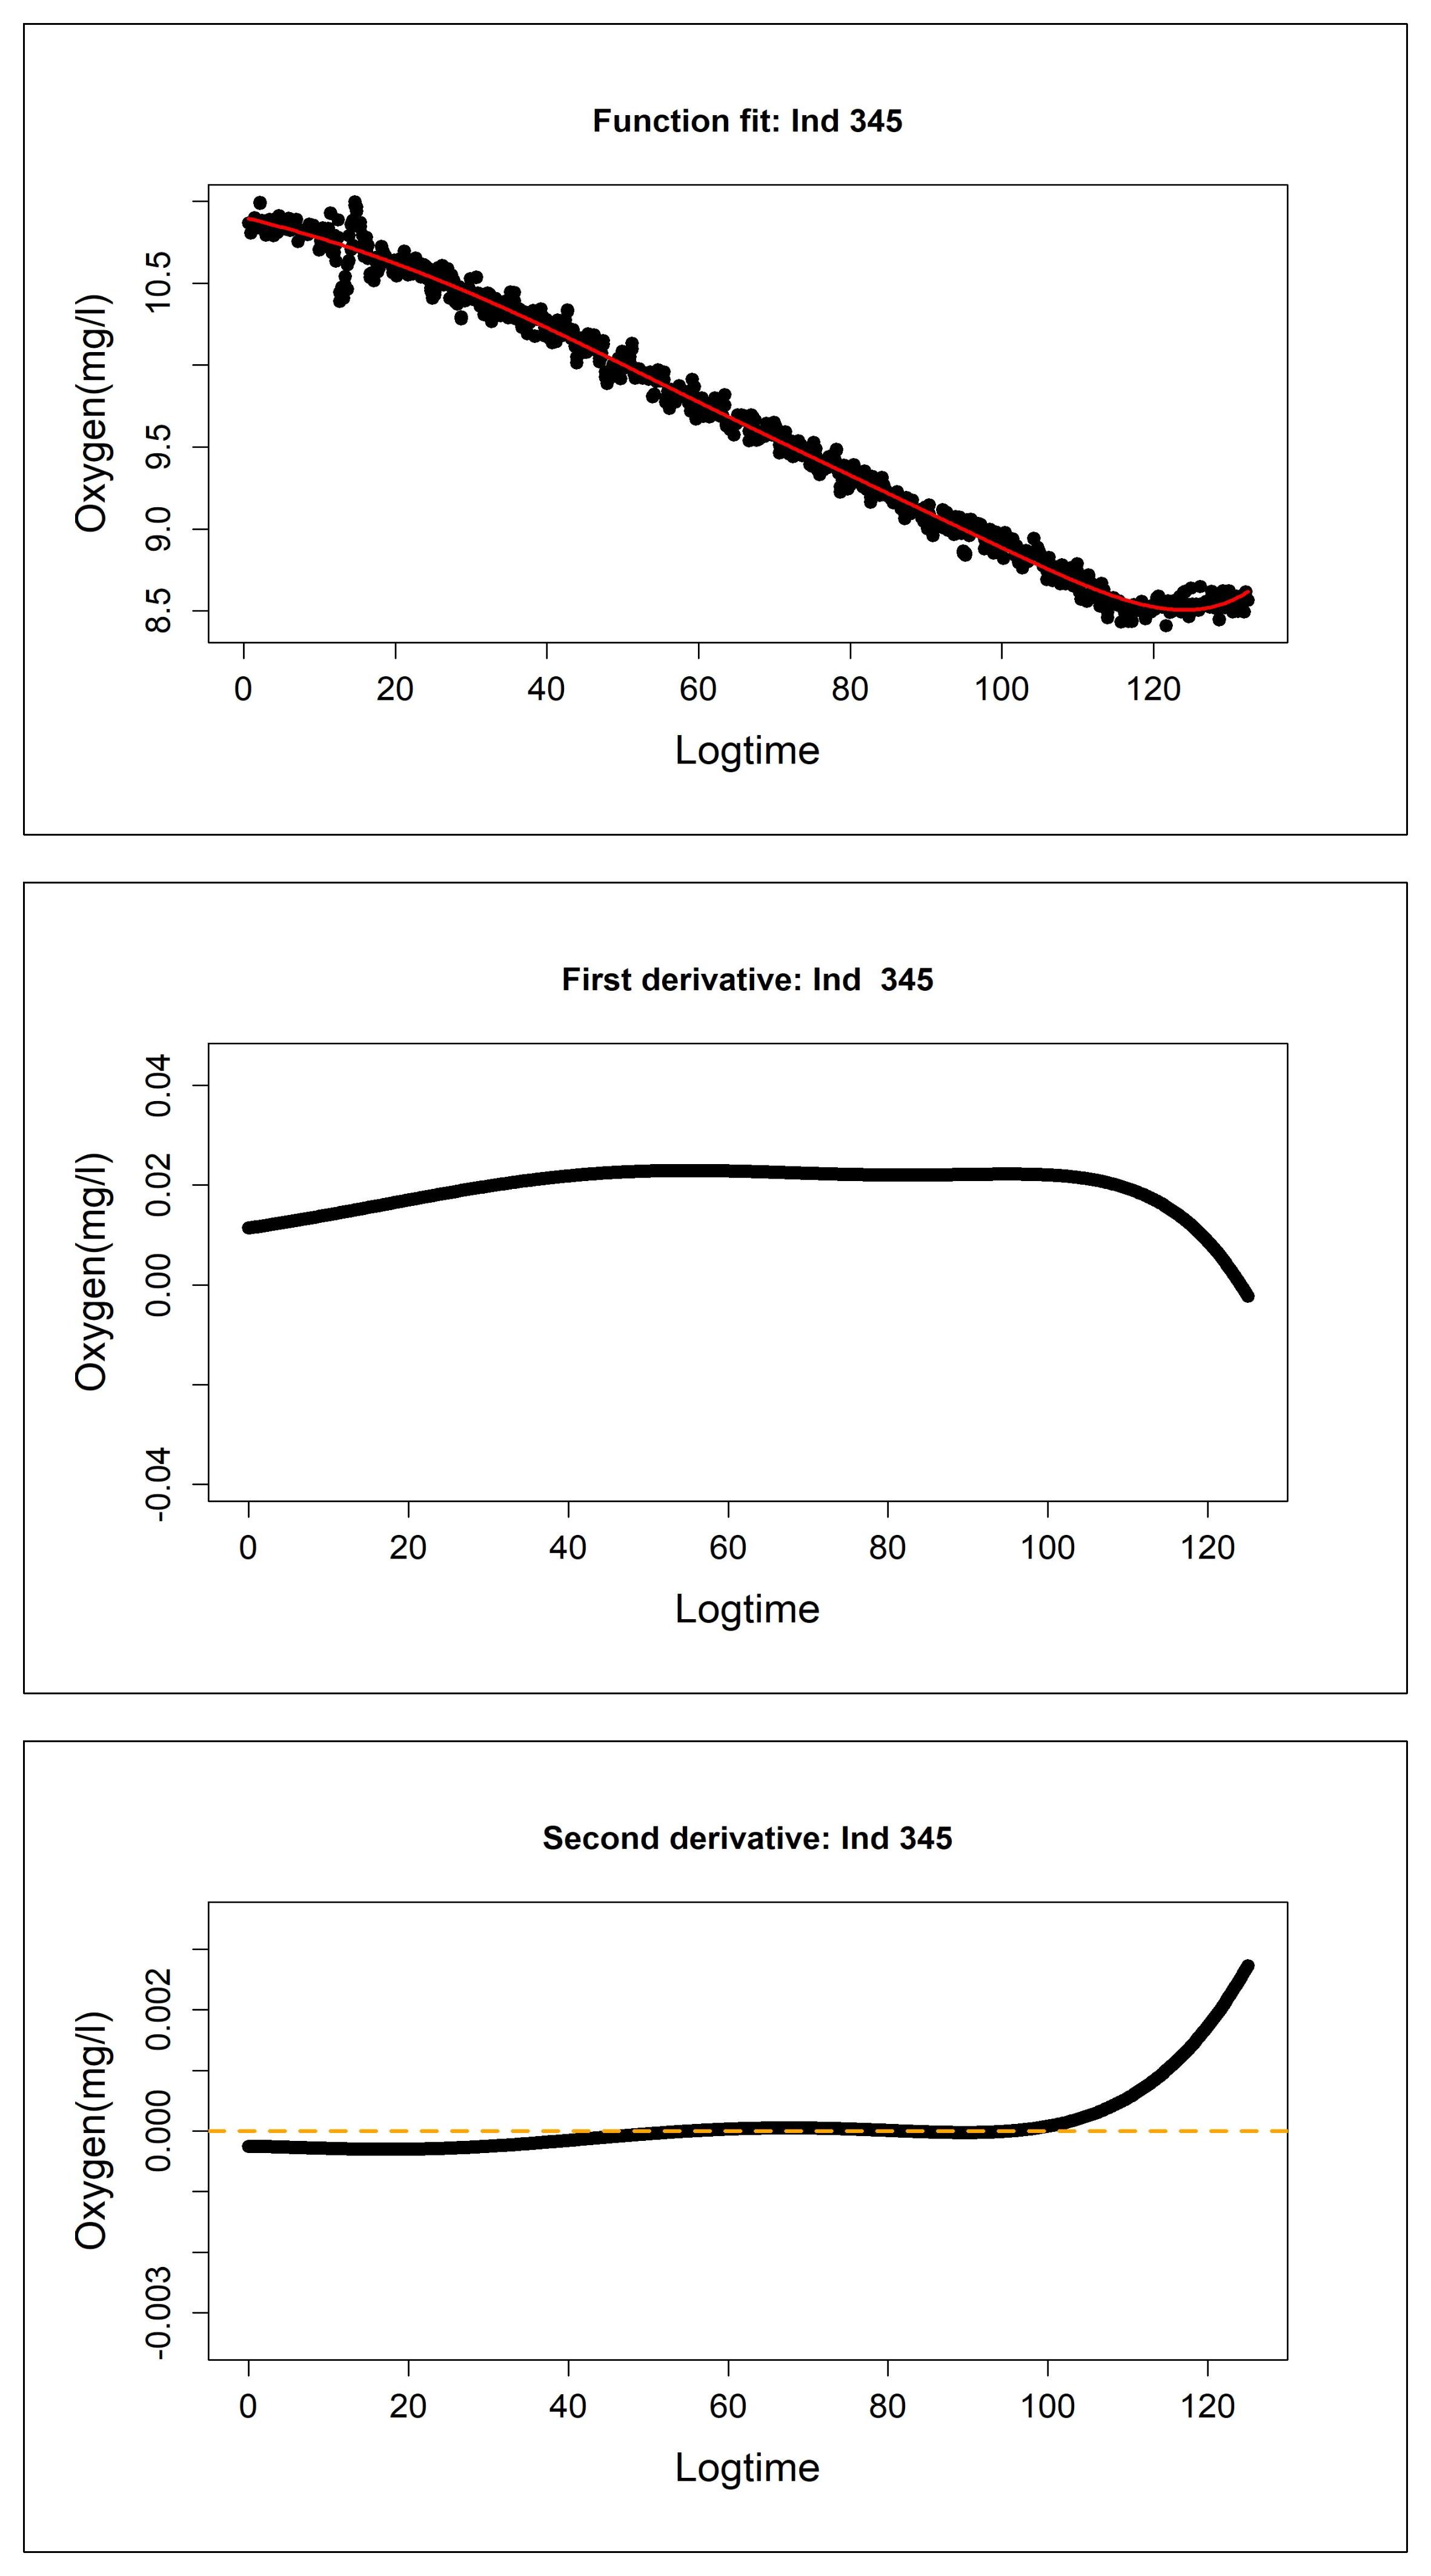 Function fit: Ind 345
Oxygen(mg/l)
10.5
9.5
9.0
8.5
0 20 40 60 80 100 120
Logtime
First derivative: Ind  345
Oxygen(mg/l)
0.04
0.02
0.00
-0.04
0 20 40 60 80 100 120
Logtime
Second derivative: Ind 345
Oxygen(mg/l)
0.002
0.000
-0.003
0 20 40 60 80 100 120
Logtime